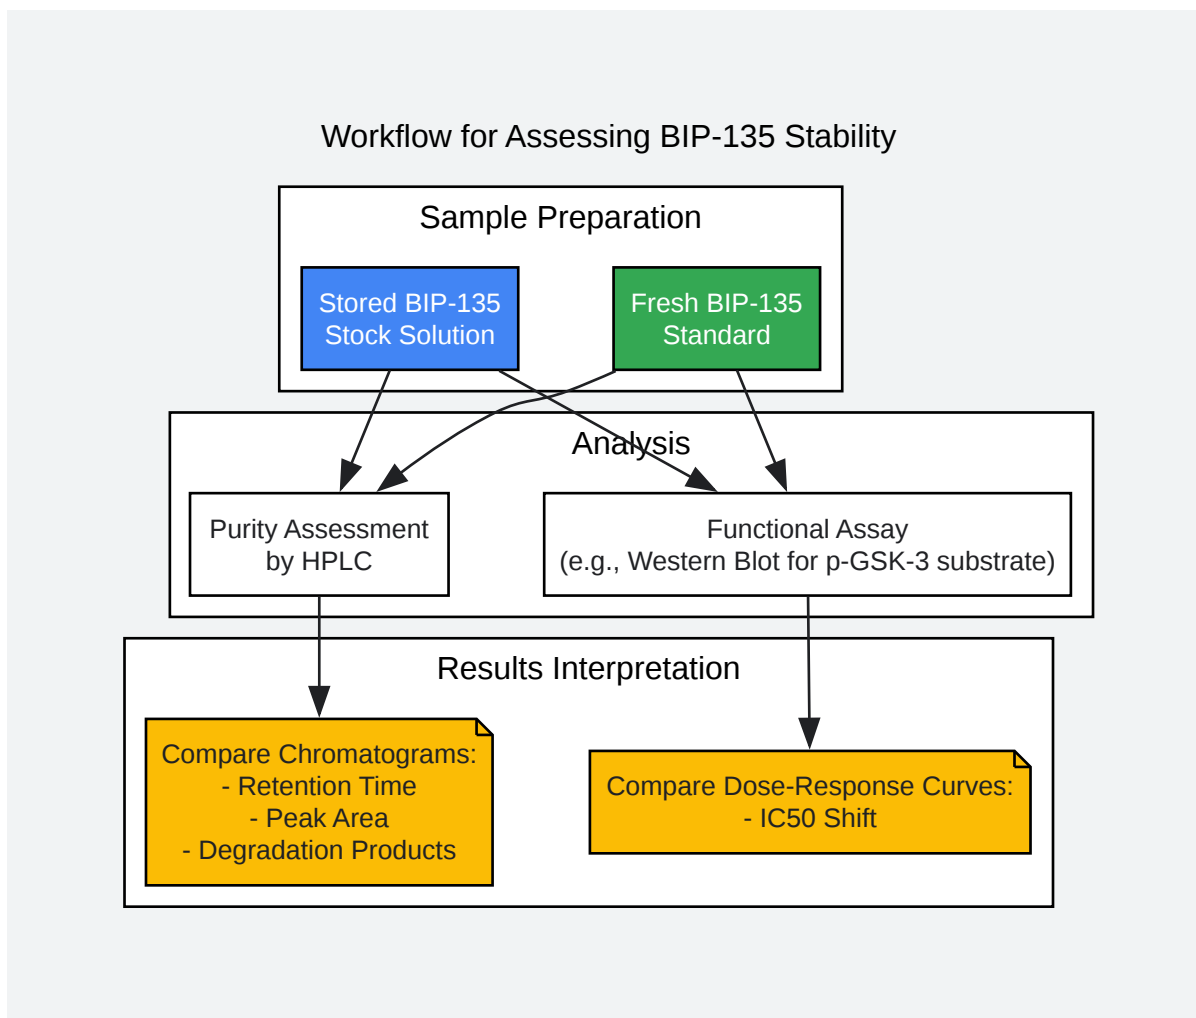 Workflow for Assessing BIP-135 Stability
Sample Preparation
Stored BIP-135
Stock Solution
Fresh BIP-135
Standard
Analysis
Purity Assessment
by HPLC
Functional Assay
(e.g., Western Blot for p-GSK-3 substrate)
Results Interpretation
Compare Chromatograms:
- Retention Time
- Peak Area
- Degradation Products
Compare Dose-Response Curves:
- IC50 Shift